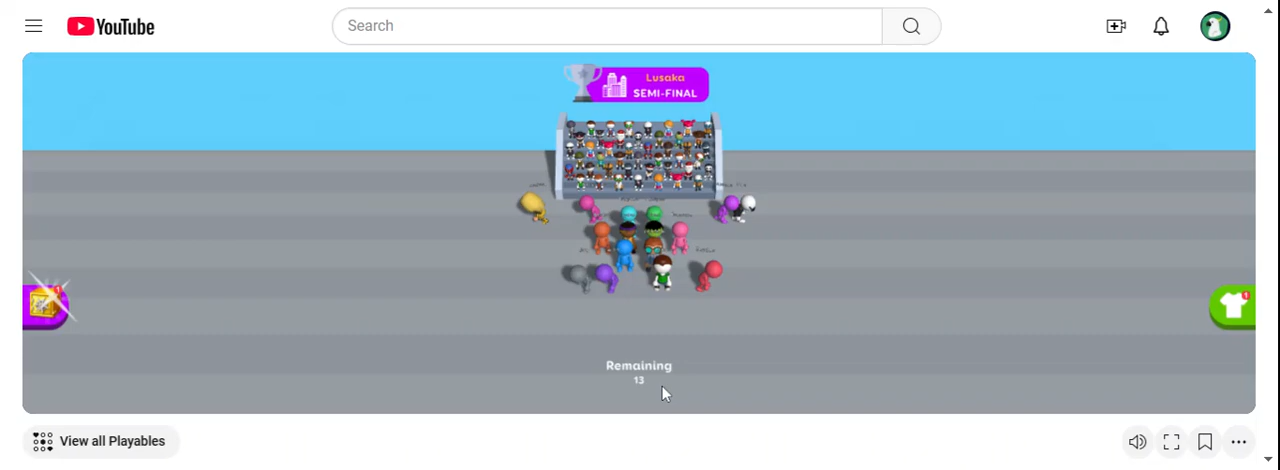 YouTube
Search
Lusaka
SEMI-FINAL
Remaining
13
View all Playables